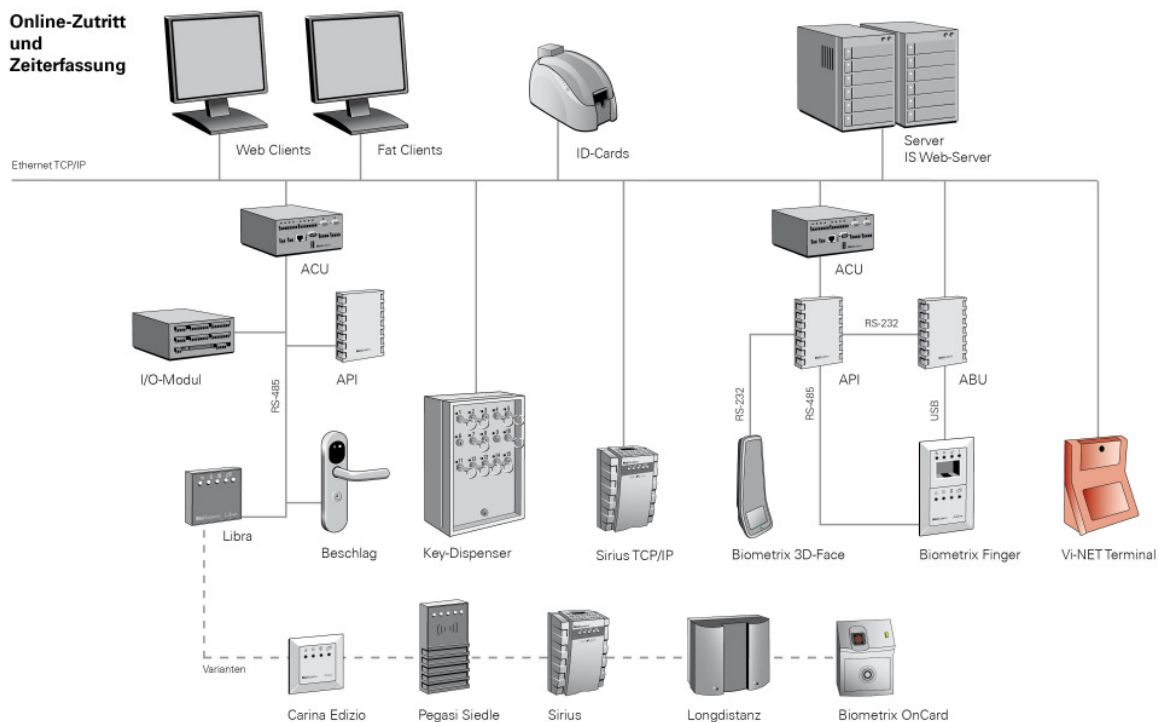 Online-Zutritt
und
Zeiterfassung
Web Clients
Fat Clients
ID-Cards
Server
IS Web-Server
Ethernet TCP/IP
ACU
ACU
I/O-Modul
API
RS-485
RS-232
API
ABU
RS-232
RS-485
USB
Libra
Beschlag
Key-Dispenser
Sirius TCP/IP
Biometrix 3D-Face
Biometrix Finger
Vi-NET Terminal
Varianten
Carina Edizio
Pegasi Siedle
Sirius
Longdistanz
Biometrix OnCard